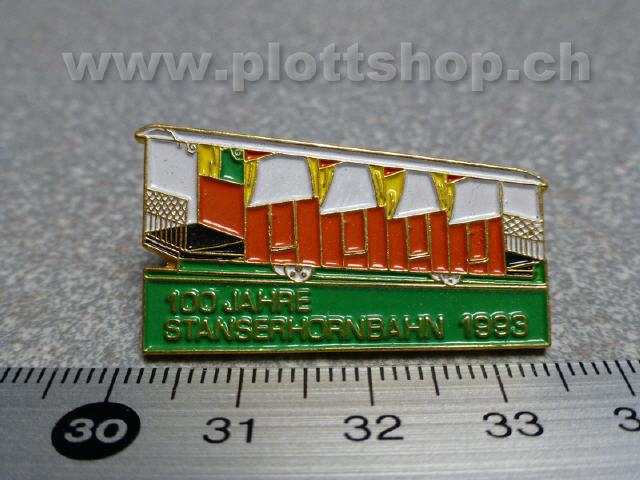 www.plottshop.ch
100 JAHRE
STANSERHORNBAHN 1993
30 31 32 33